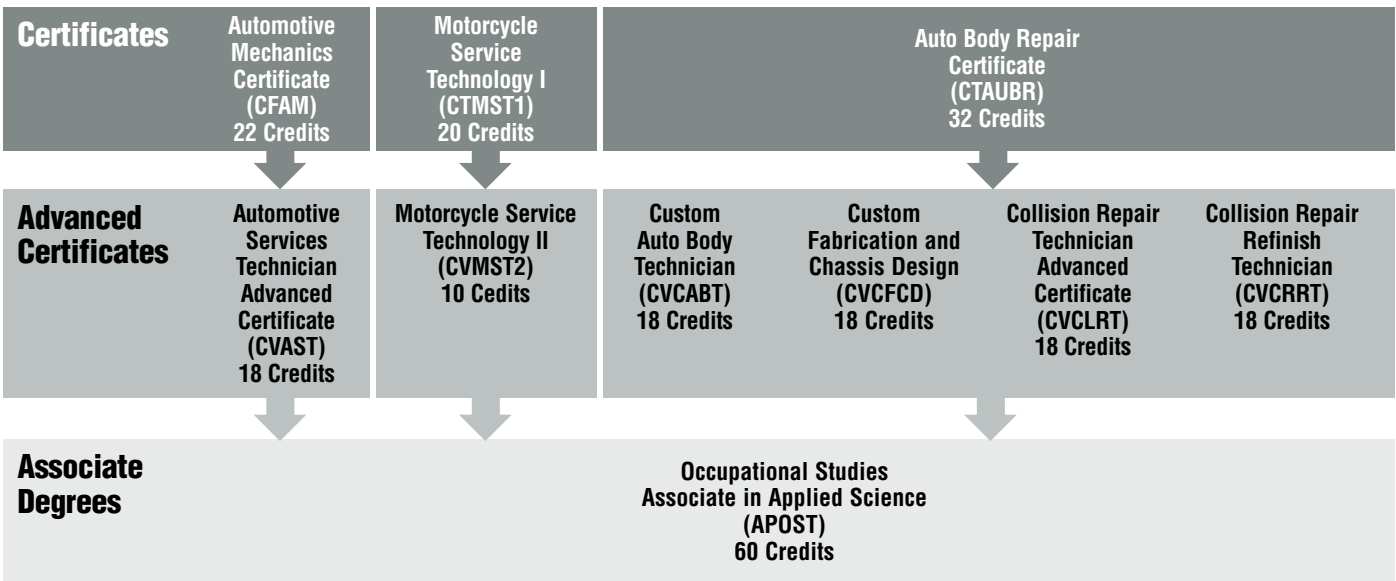 Certificates
Automotive
Mechanics
Certificate
(CFAM)
22 Credits
Motorcycle
Service
Technology I
(CTMST1)
20 Credits
Auto Body Repair
Certificate
(CTAUBR)
32 Credits
Advanced
Certificates
Automotive
Services
Technician
Advanced
Certificate
(CVAST)
18 Credits
Motorcycle Service
Technology II
(CVMST2)
10 Cedits
Custom
Auto Body
Technician
(CVCABT)
18 Credits
Custom
Fabrication and
Chassis Design
(CVCFCD)
18 Credits
Collision Repair
Technician
Advanced
Certificate
(CVCLRT)
18 Credits
Collision Repair
Refinish
Technician
(CVCRRT)
18 Credits
Associate
Degrees
Occupational Studies
Associate in Applied Science
(APOST)
60 Credits